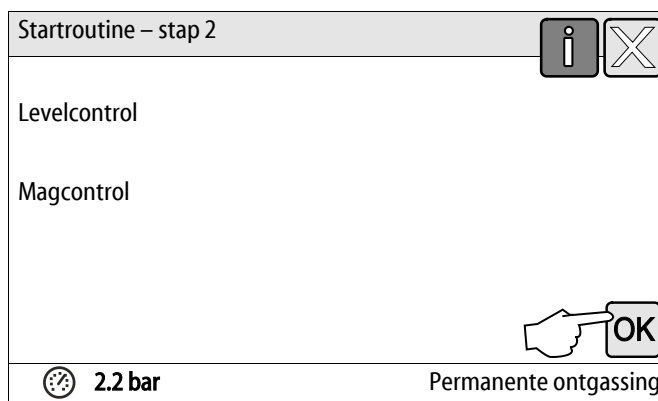 Startroutine – stap 2
i X
Levelcontrol
Magcontrol
OK
2.2 bar Permanente ontgassing